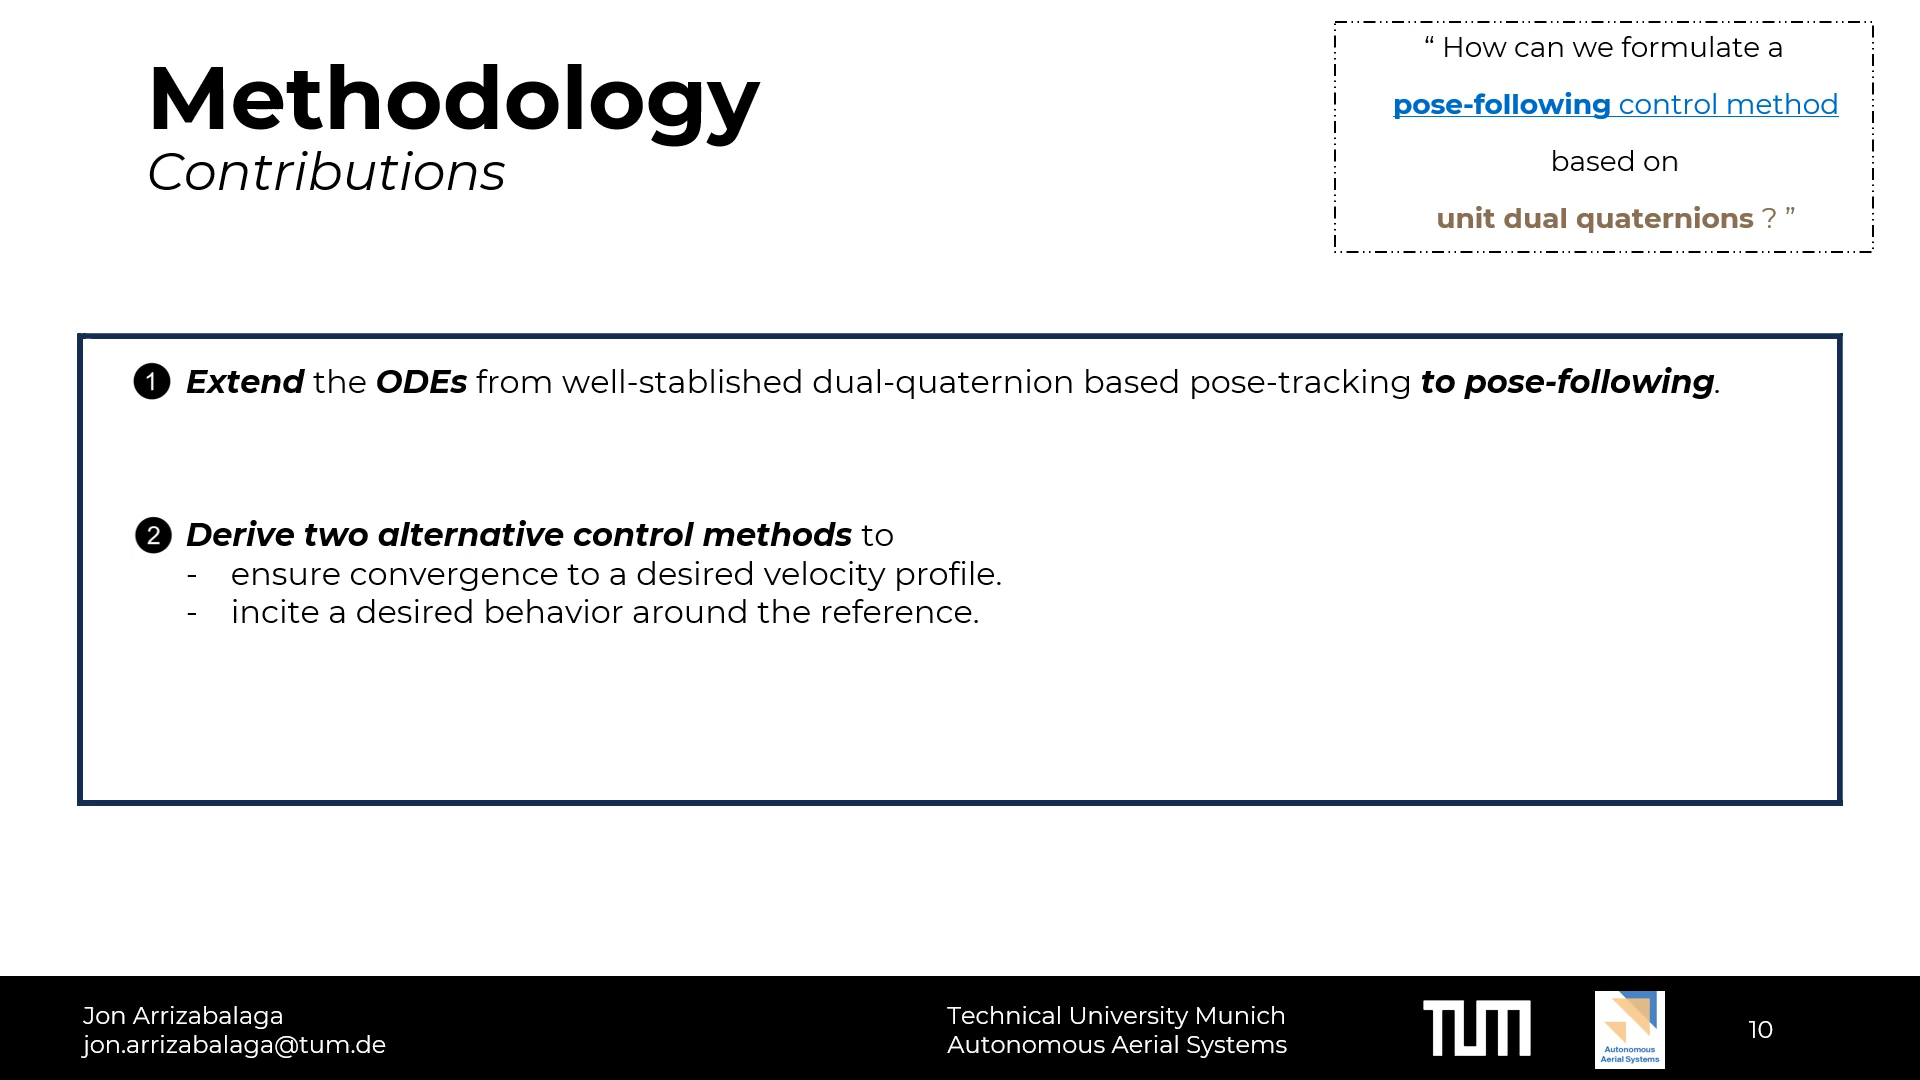 Methodology
Contributions
“ How can we formulate a
pose-following control method
based on
unit dual quaternions ? ”
1 Extend the ODEs from well-stablished dual-quaternion based pose-tracking to pose-following.
2 Derive two alternative control methods to
- ensure convergence to a desired velocity profile.
- incite a desired behavior around the reference.
Jon Arrizabalaga
jon.arrizabalaga@tum.de
Technical University Munich
Autonomous Aerial Systems
TUM
Autonomous
Aerial Systems
10